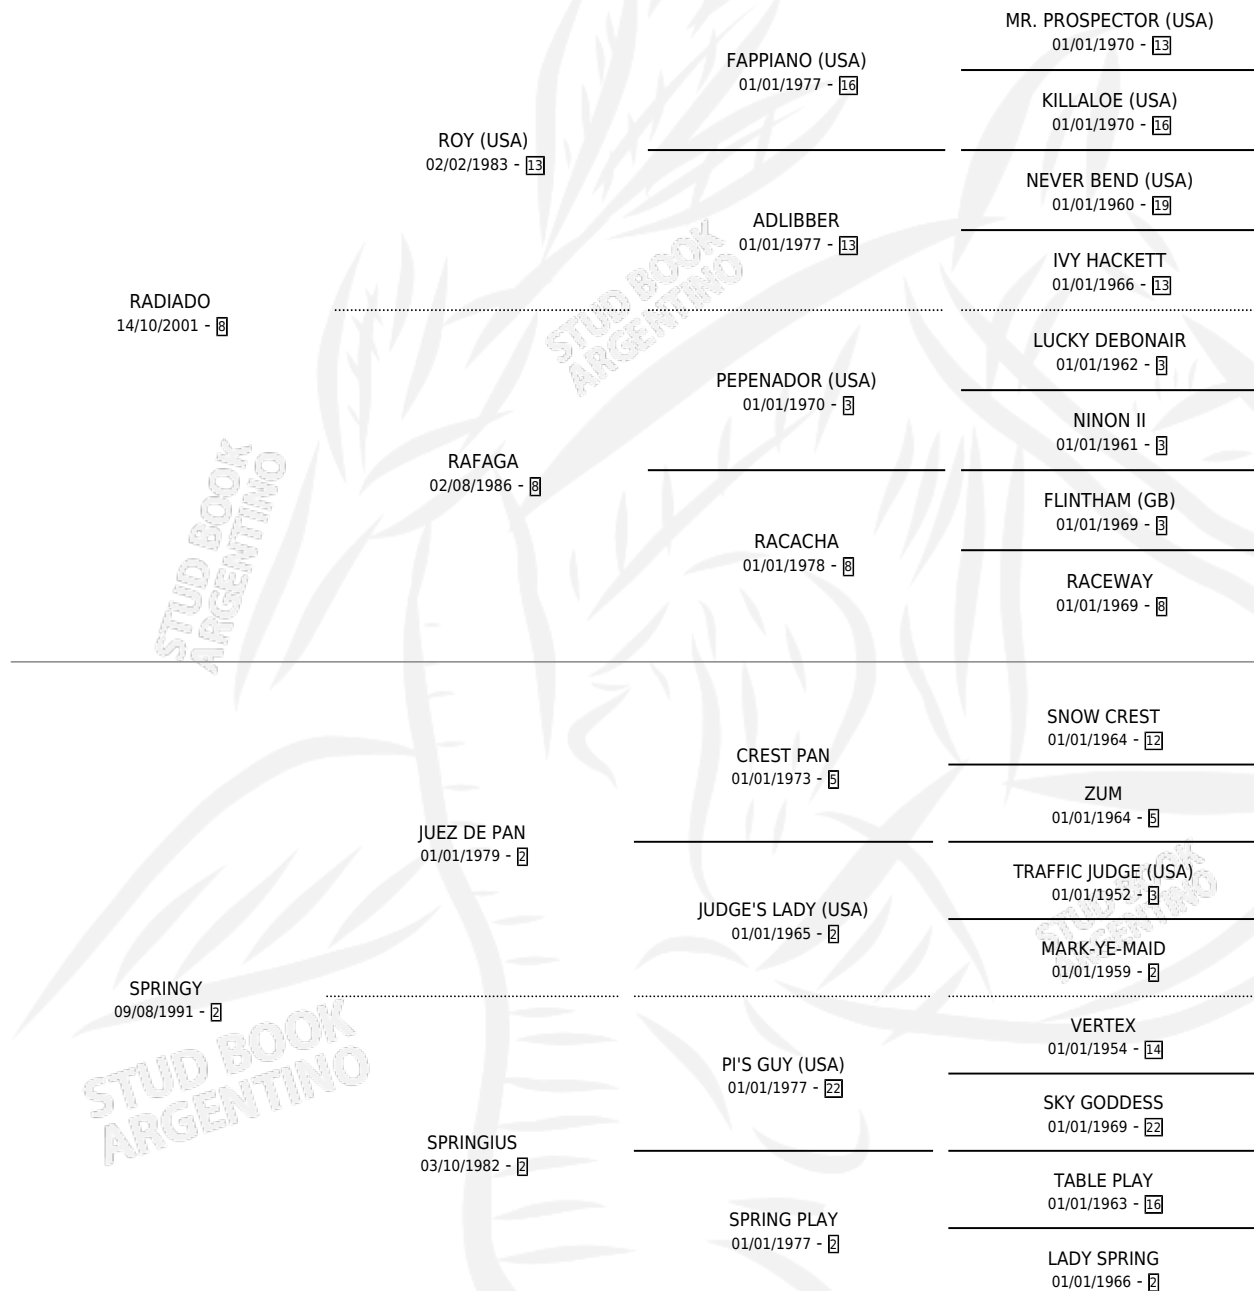 MR. PROSPECTOR (USA)
01/01/1970 - 13
FAPPIANO (USA)
01/01/1977 - 16
KILLALOE (USA)
01/01/1970 - 16
ROY (USA)
02/02/1983 - 13
NEVER BEND (USA)
01/01/1960 - 19
ADLIBBER
01/01/1977 - 13
IVY HACKETT
01/01/1966 - 13
RADIADO
14/10/2001 - 8
LUCKY DEBONAIR
01/01/1962 - 3
PEPENADOR (USA)
01/01/1970 - 3
NINON II
01/01/1961 - 3
RAFAGA
02/08/1986 - 8
FLINTHAM (GB)
01/01/1969 - 3
RACACHA
01/01/1978 - 8
RACEWAY
01/01/1969 - 8
STUD BOOK
ARGENTINO
STUD BOOK
ARGENTINO
SNOW CREST
01/01/1964 - 12
CREST PAN
01/01/1973 - 5
ZUM
01/01/1964 - 5
JUEZ DE PAN
01/01/1979 - 2
TRAFFIC JUDGE (USA)
01/01/1952 - 3
JUDGE'S LADY (USA)
01/01/1965 - 2
MARK-YE-MAID
01/01/1959 - 2
SPRINGY
09/08/1991 - 2
VERTEX
01/01/1954 - 14
PI'S GUY (USA)
01/01/1977 - 22
SKY GODDESS
01/01/1969 - 22
SPRINGIUS
03/10/1982 - 2
TABLE PLAY
01/01/1963 - 16
SPRING PLAY
01/01/1977 - 2
LADY SPRING
01/01/1966 - 2
STUD BOOK
ARGENTINO
STUD BOOK
ARGENTINO